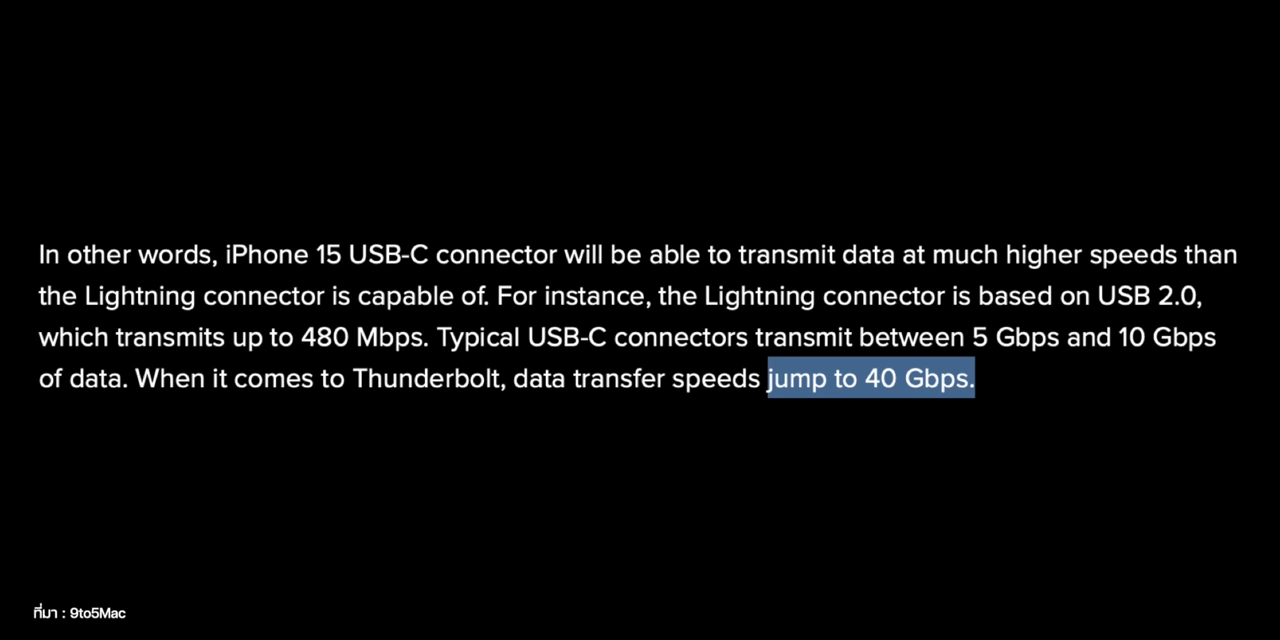 In other words, iPhone 15 USB-C connector will be able to transmit data at much higher speeds than
the Lightning connector is capable of. For instance, the Lightning connector is based on USB 2.0,
which transmits up to 480 Mbps. Typical USB-C connectors transmit between 5 Gbps and 10 Gbps
of data. When it comes to Thunderbolt, data transfer speeds jump to 40 Gbps.
ที่มา : 9to5Mac